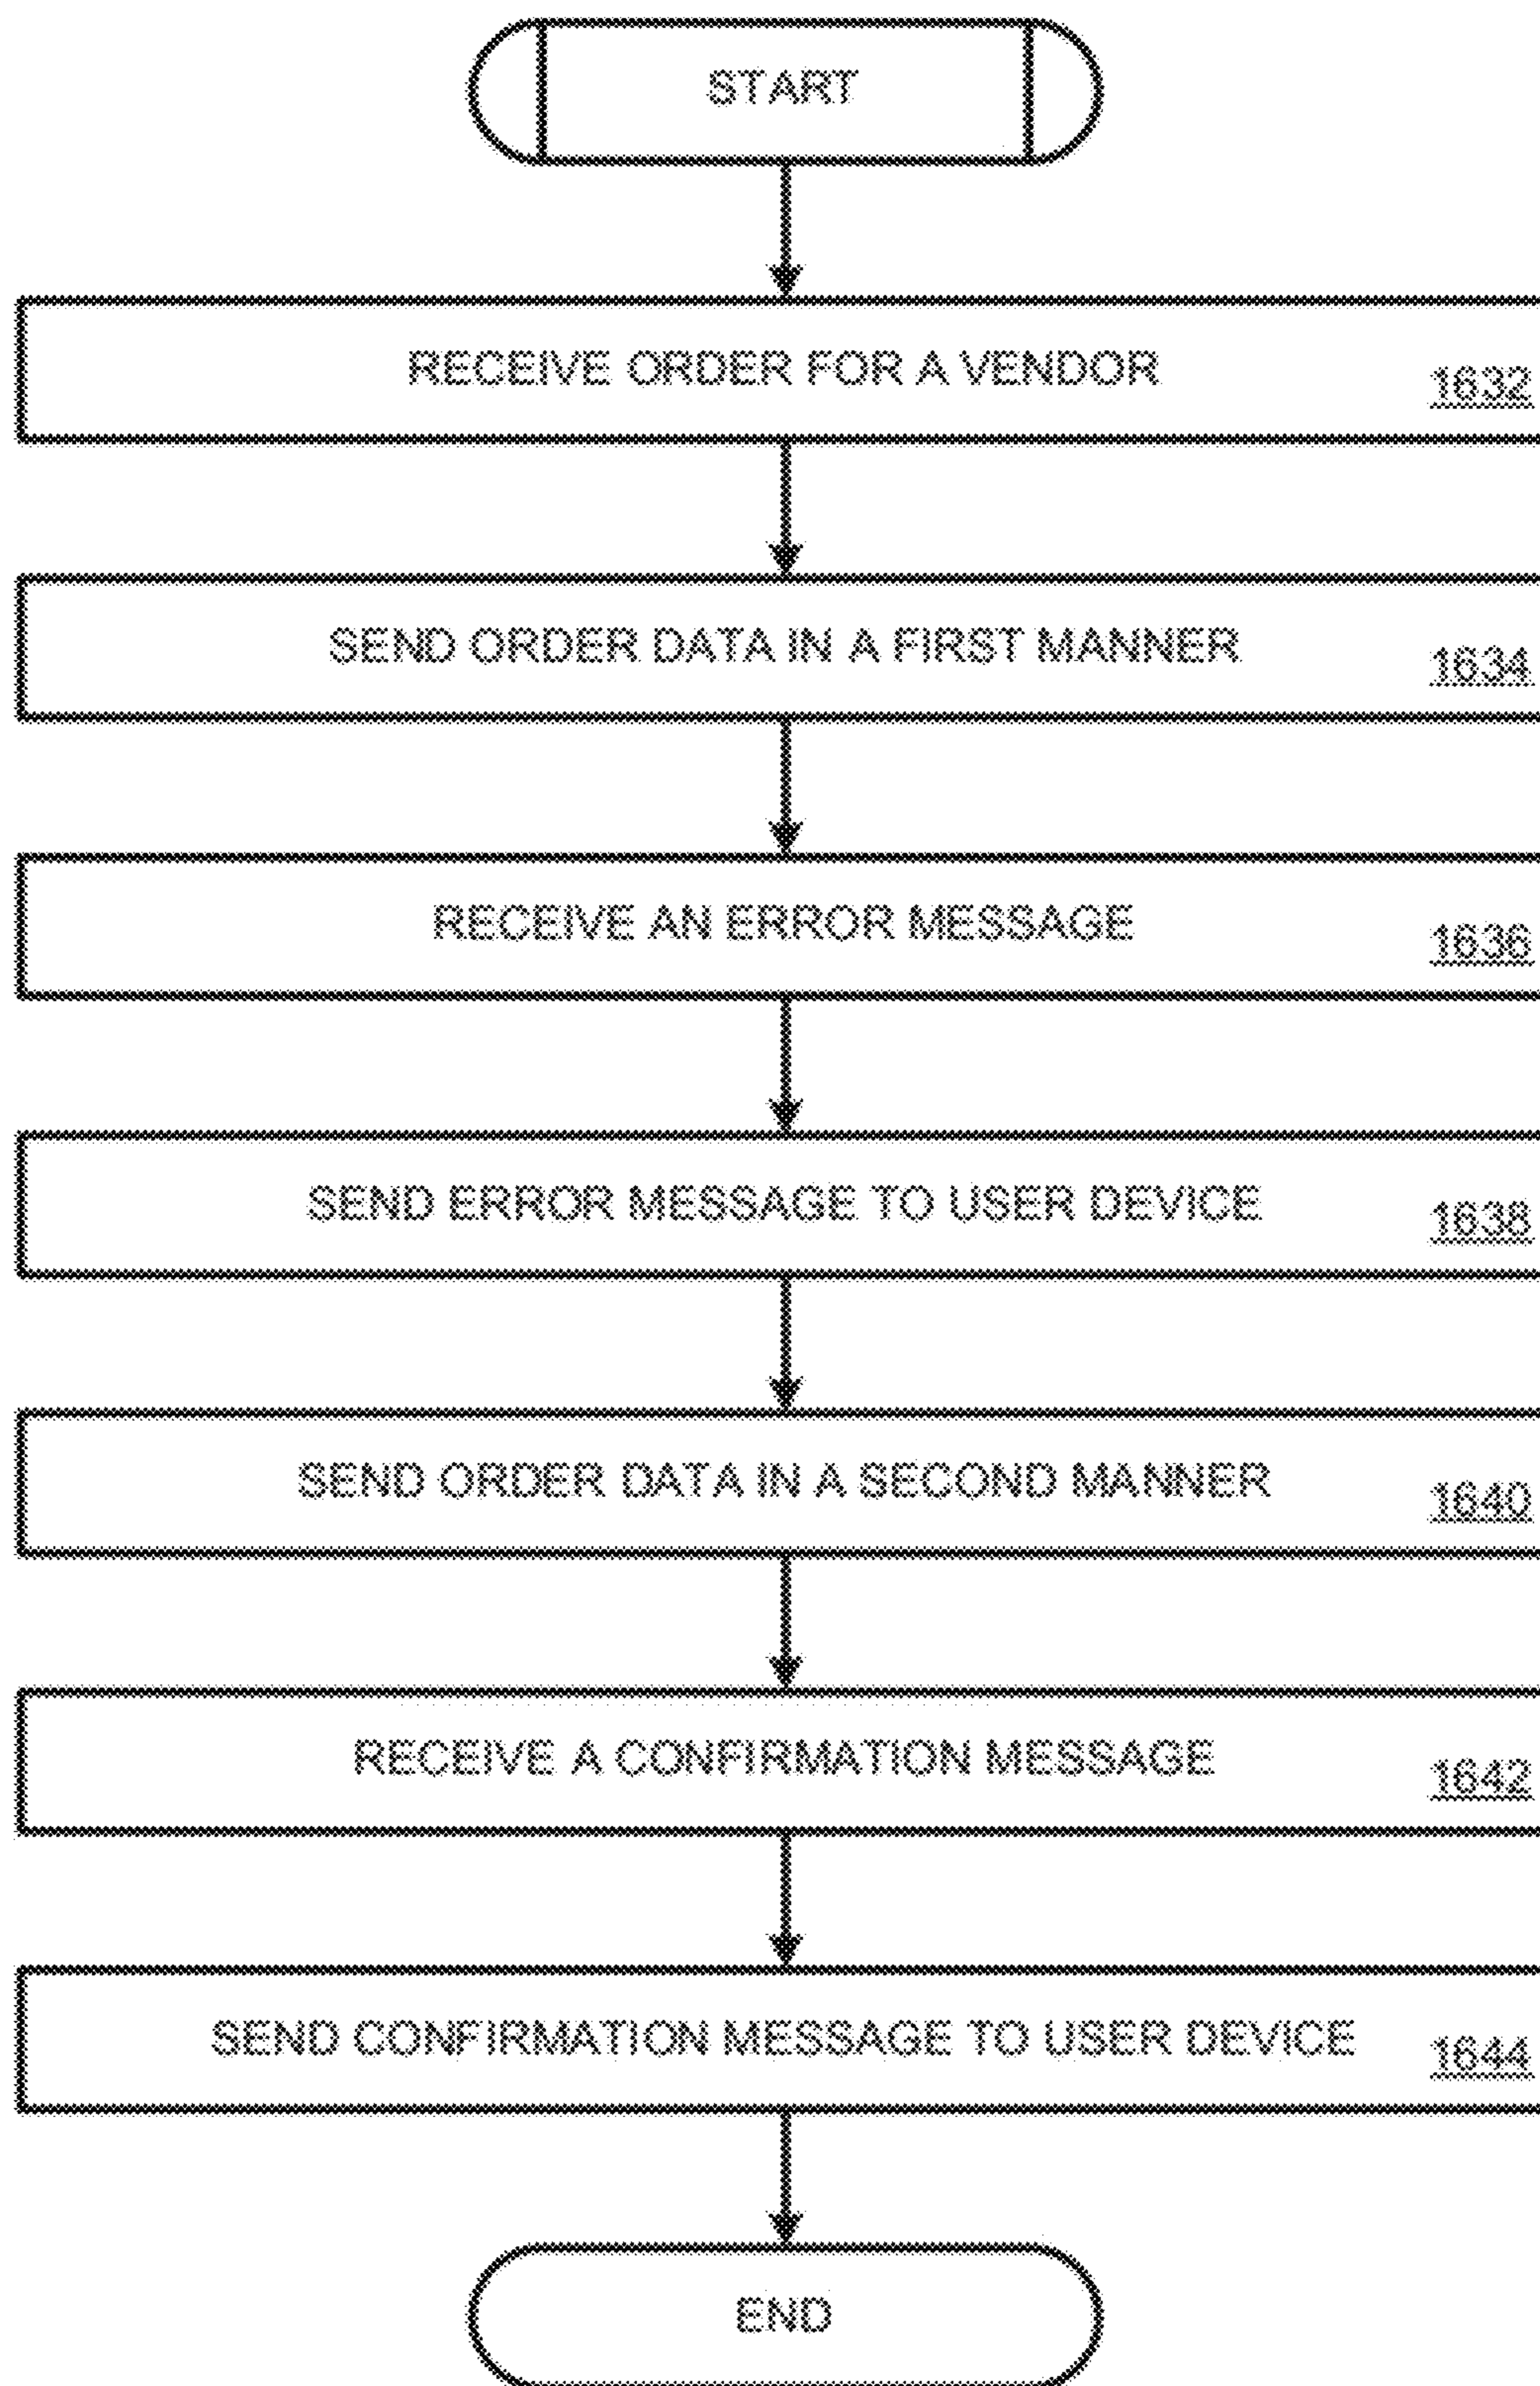 START
RECEIVE ORDER FOR A VENDOR
1632
SEND ORDER DATA IN A FIRST MANNER
1634
RECEIVE AN ERROR MESSAGE
1636
SEND ERROR MESSAGE TO USER DEVICE
1638
SEND ORDER DATA IN A SECOND MANNER
1640
RECEIVE A CONFIRMATION MESSAGE
1642
SEND CONFIRMATION MESSAGE TO USER DEVICE
1644
END